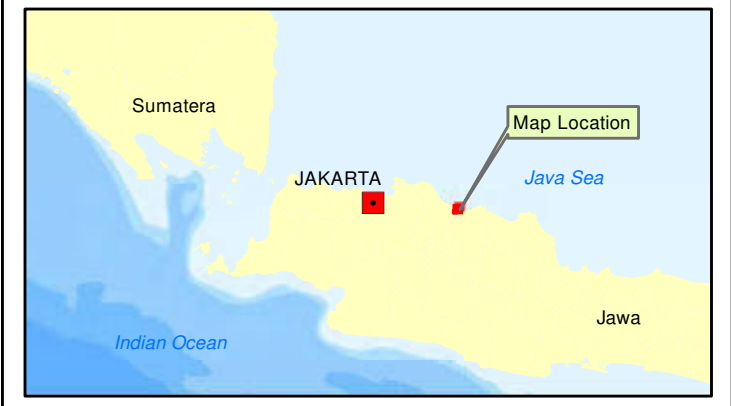 Sumatera
Map Location
JAKARTA
Java Sea
Jawa
Indian Ocean